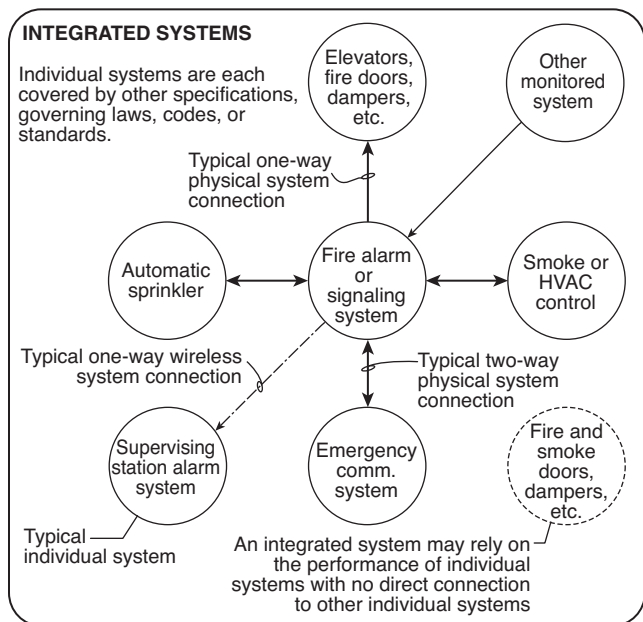 INTEGRATED SYSTEMS
Individual systems are each
covered by other specifications,
governing laws, codes, or
standards.
Elevators,
fire doors,
dampers,
etc.
Other
monitored
system
Typical one-way
physical system
connection
Automatic
sprinkler
Fire alarm
or
signaling
system
Smoke or
HVAC
control
Typical one-way wireless
system connection
Typical two-way
physical system
connection
Supervising
station alarm
system
Emergency
comm.
system
Fire and
smoke
doors,
dampers,
etc.
Typical
individual system
An integrated system may rely on
the performance of individual
systems with no direct connection
to other individual systems